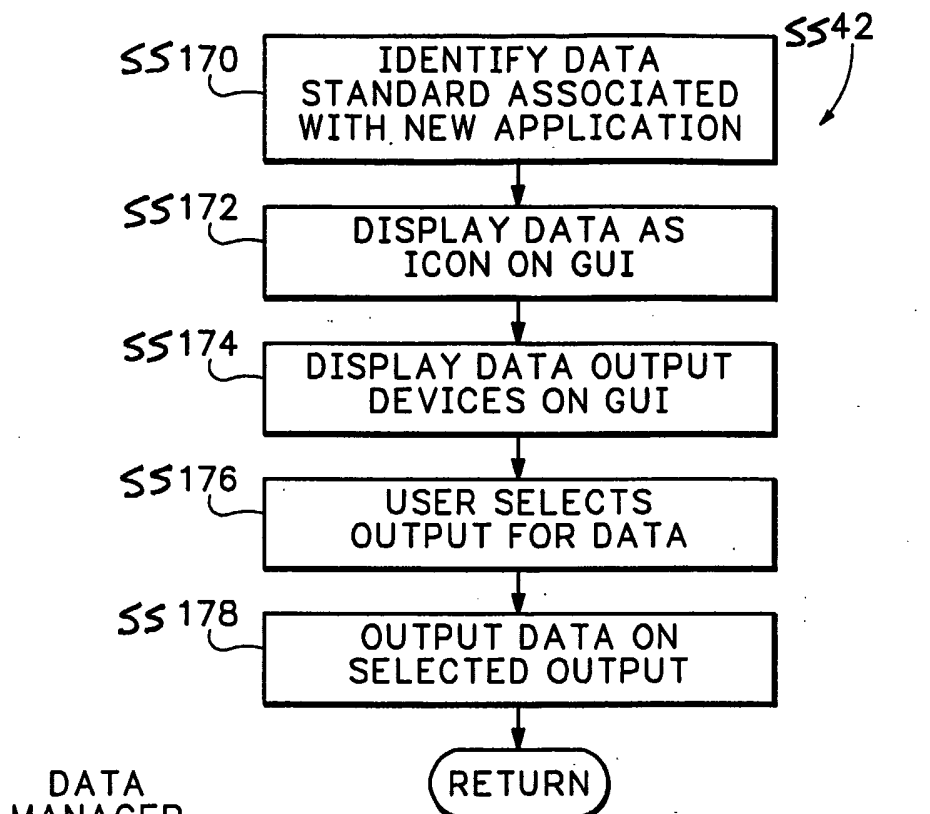 SS42
SS170
IDENTIFY DATA
STANDARD ASSOCIATED
WITH NEW APPLICATION
SS172
DISPLAY DATA AS
ICON ON GUI
SS174
DISPLAY DATA OUTPUT
DEVICES ON GUI
SS176
USER SELECTS
OUTPUT FOR DATA
SS178
OUTPUT DATA ON
SELECTED OUTPUT
RETURN
DATA
MANAGER